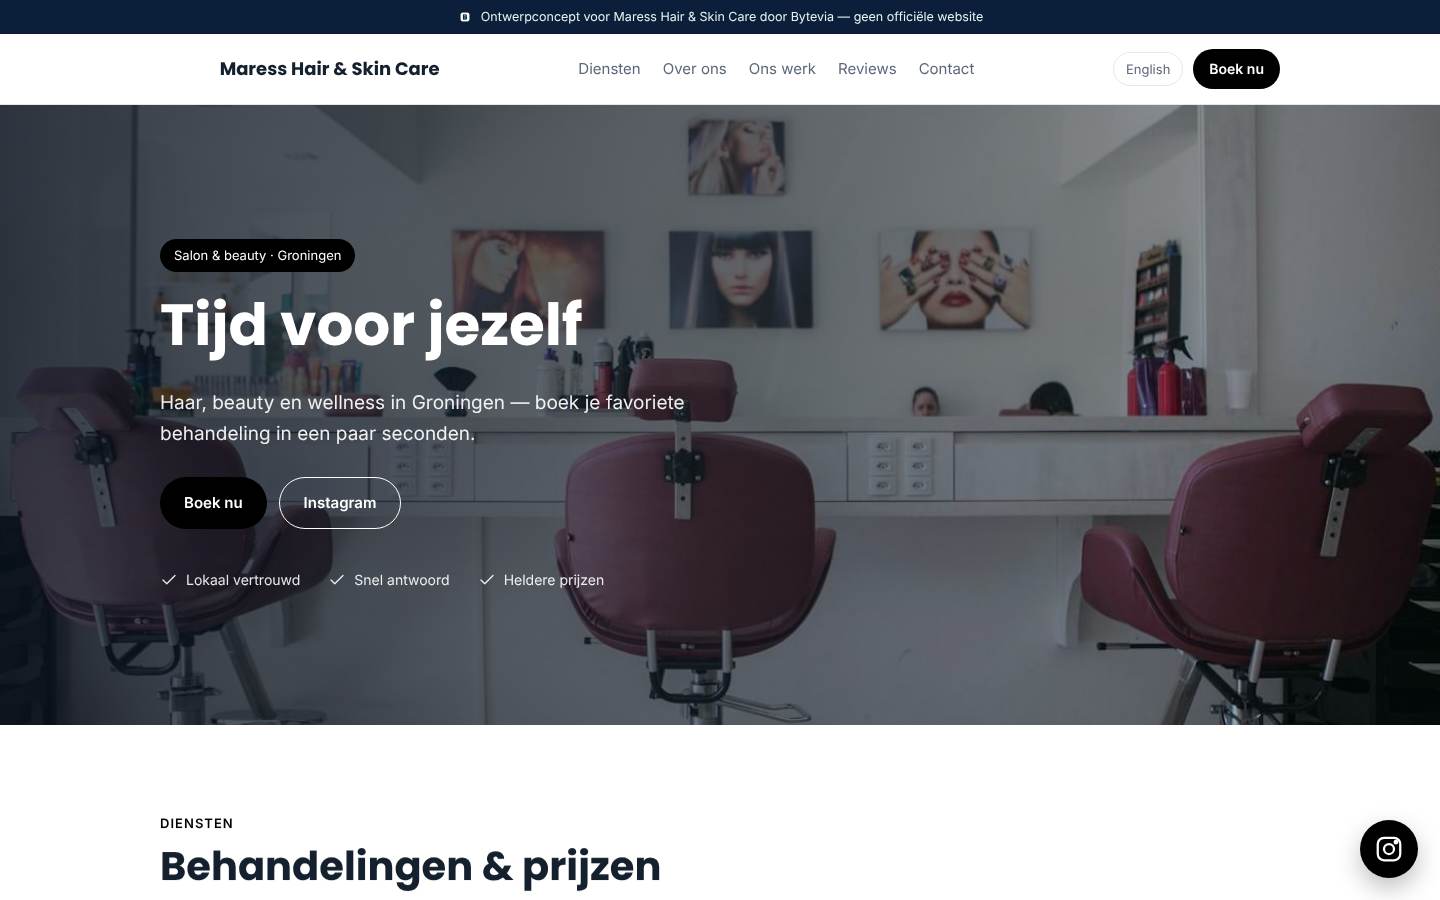 Ontwerpconcept voor Maress Hair & Skin Care door Bytevia — geen officiële website
Maress Hair & Skin Care
Diensten
Over ons
Ons werk
Reviews
Contact
English
Boek nu
Salon & beauty · Groningen
Tijd voor jezelf
Haar, beauty en wellness in Groningen — boek je favoriete
behandeling in een paar seconden.
Boek nu
Instagram
Lokaal vertrouwd
Snel antwoord
Heldere prijzen
DIENSTEN
Behandelingen & prijzen